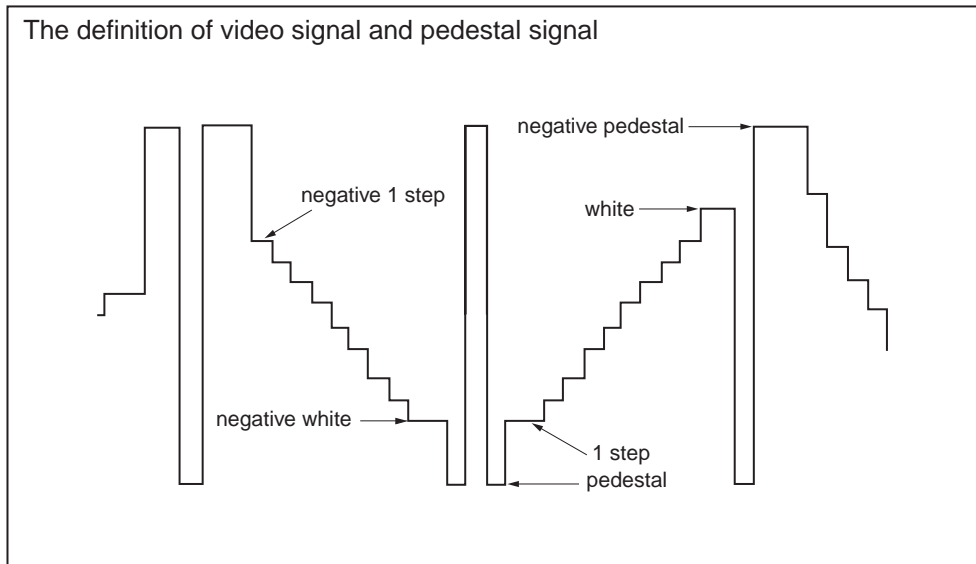 The definition of video signal and pedestal signal
negative pedestal
negative 1 step
white
negative white
1 step
pedestal